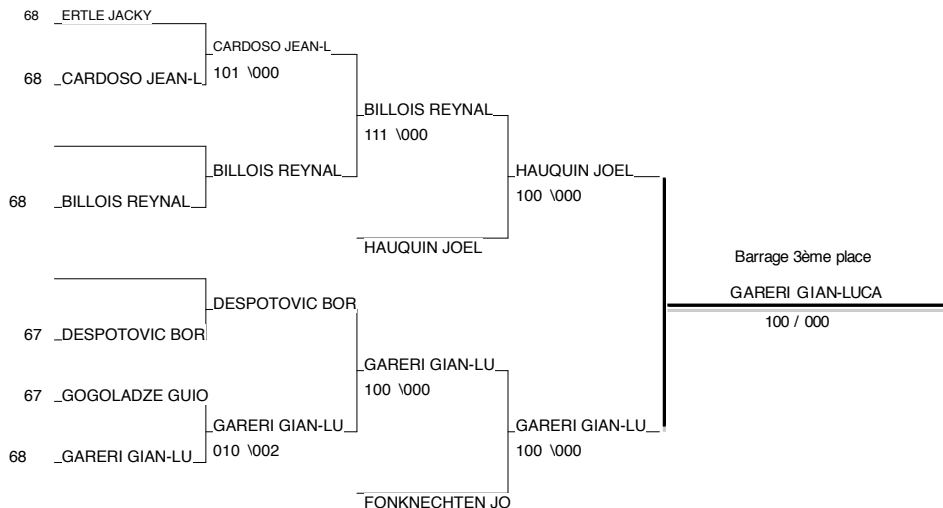 68 ERTLE JACKY
CARDOSO JEAN-L
68 CARDOSO JEAN-L
101 \000
BILLOIS REYNAL
111 \000
BILLOIS REYNAL
HAUQUIN JOEL
100 \000
68 BILLOIS REYNAL
HAUQUIN JOEL
Barrage 3ème place
GARERI GIAN-LUCA
100 / 000
DESPOTOVIC BOR
67 DESPOTOVIC BOR
GARERI GIAN-LU
100 \000
67 GOGOLADZE GUIO
GARERI GIAN-LU
010 \002
GARERI GIAN-LU
100 \000
68 GARERI GIAN-LU
FONKNECHTEN JO